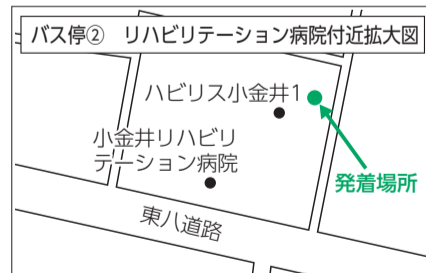 バス停② リハビリテーション病院付近拡大図
ハビリス小金井1
小金井リハビリ
テーション病院
発着場所
東八道路